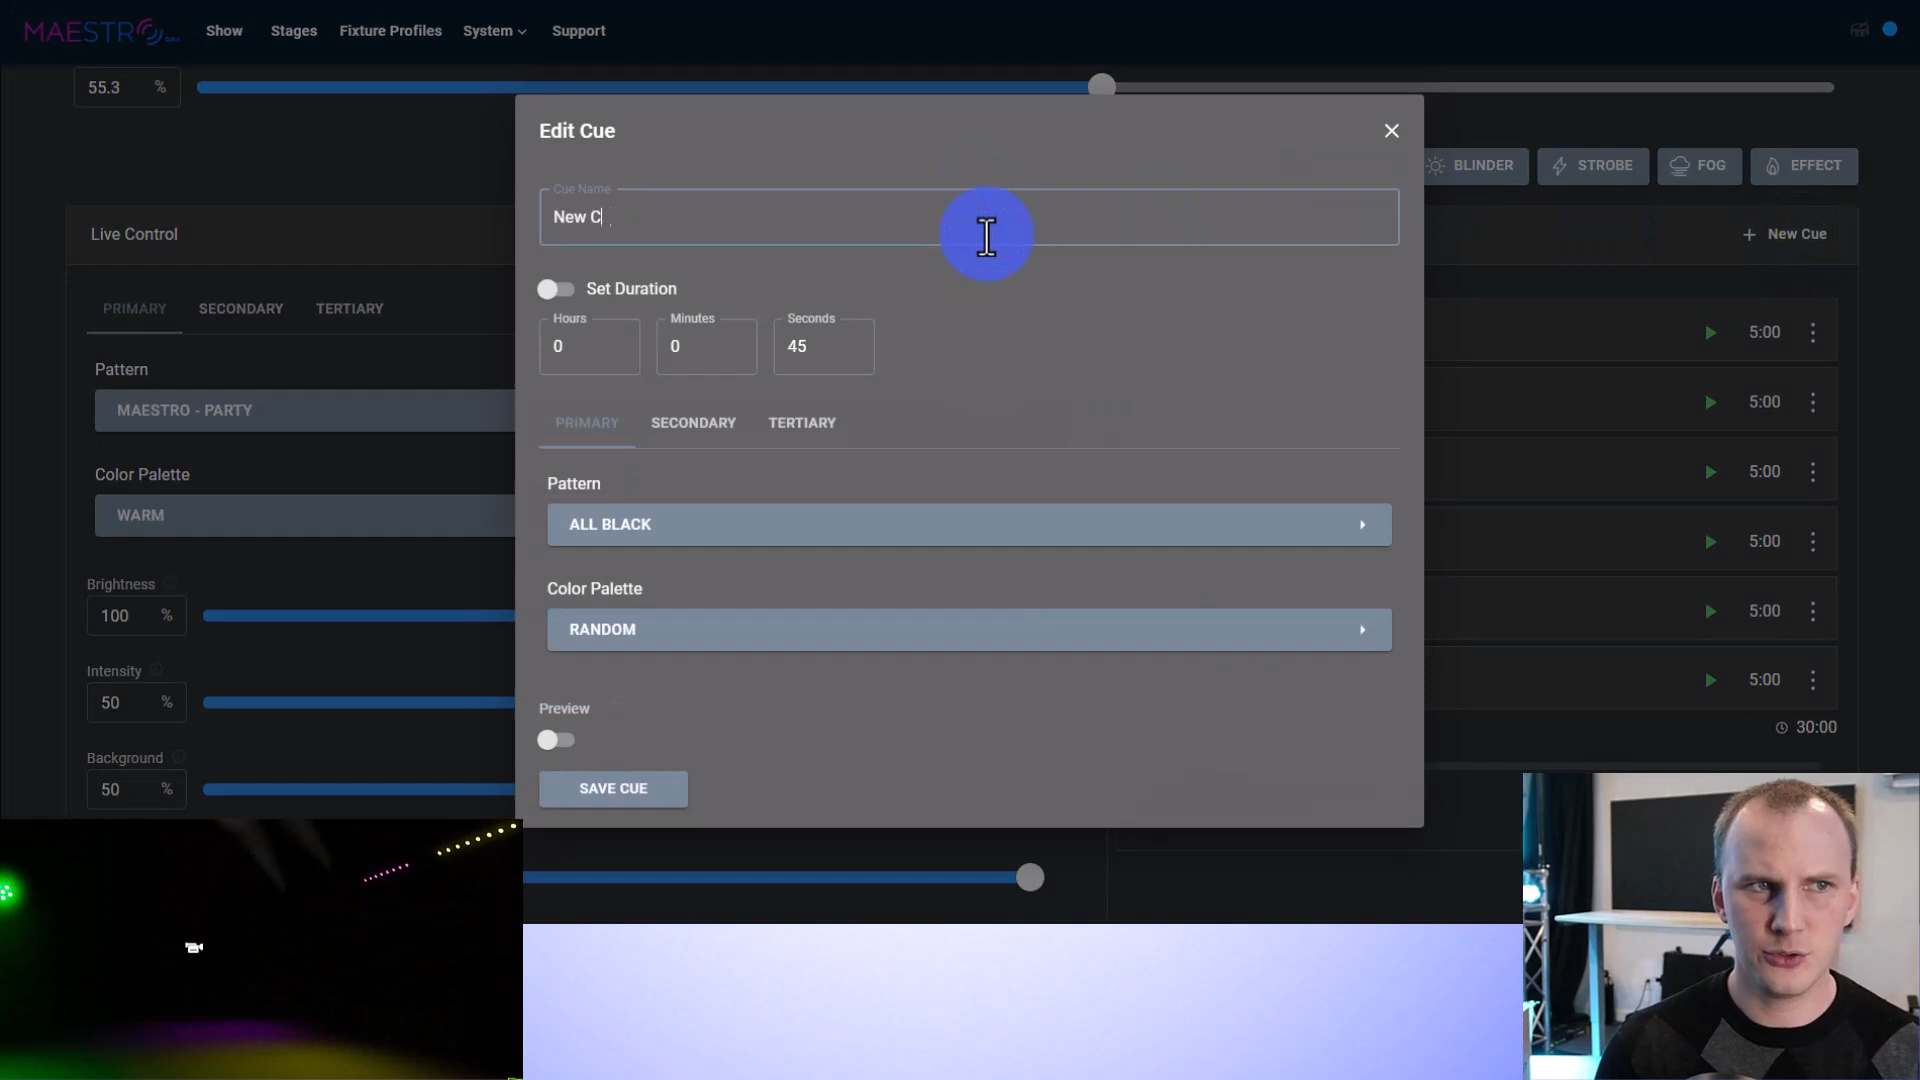 MAESTRO DMX
Show Stages Fixture Profiles System Support
55.3 %
BLINDER STROBE FOG EFFECT
Live Control
+ New Cue
PRIMARY SECONDARY TERTIARY
Pattern
MAESTRO - PARTY
Color Palette
WARM
Brightness
100 %
Intensity
50 %
Background
50 %
Edit Cue
Cue Name
New C
Set Duration
Hours Minutes Seconds
0 0 45
PRIMARY SECONDARY TERTIARY
Pattern
ALL BLACK
Color Palette
RANDOM
Preview
SAVE CUE
5:00
5:00
5:00
5:00
5:00
5:00
30:00